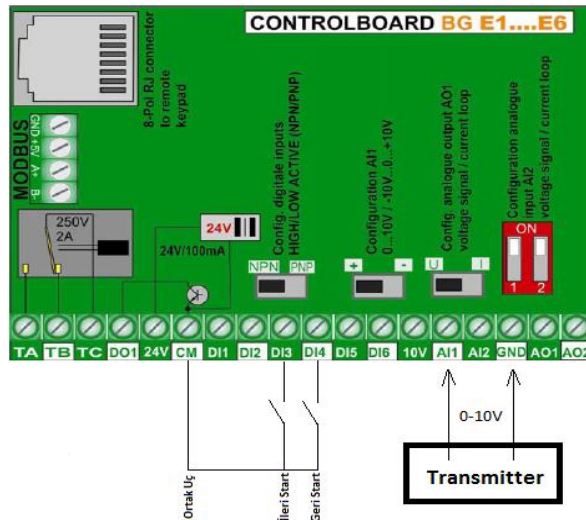 CONTROLBOARD BG E1....E6
8-Pol RJ connector
to remote
keypad
MODBUS
GND
+5V
A+
B-
250V
2A
24V
24V/100mA
Config. digitale inputs
HIGH/LOW ACTIVE (NPN/PNP)
NPN
PNP
Configuration AI1
0...10V / -10V...0...+10V
+
-
Config. analogue output AO1
voltage signal / current loop
U
I
Configuration analogue
input AI2
voltage signal / current loop
ON
1
2
TA TB TC DO1 24V CM DI1 DI2 DI3 DI4 DI5 DI6 10V AI1 AI2 GND AO1 AO2
0-10V
Transmitter
Ortak Uç
İleri Start
Geri Start